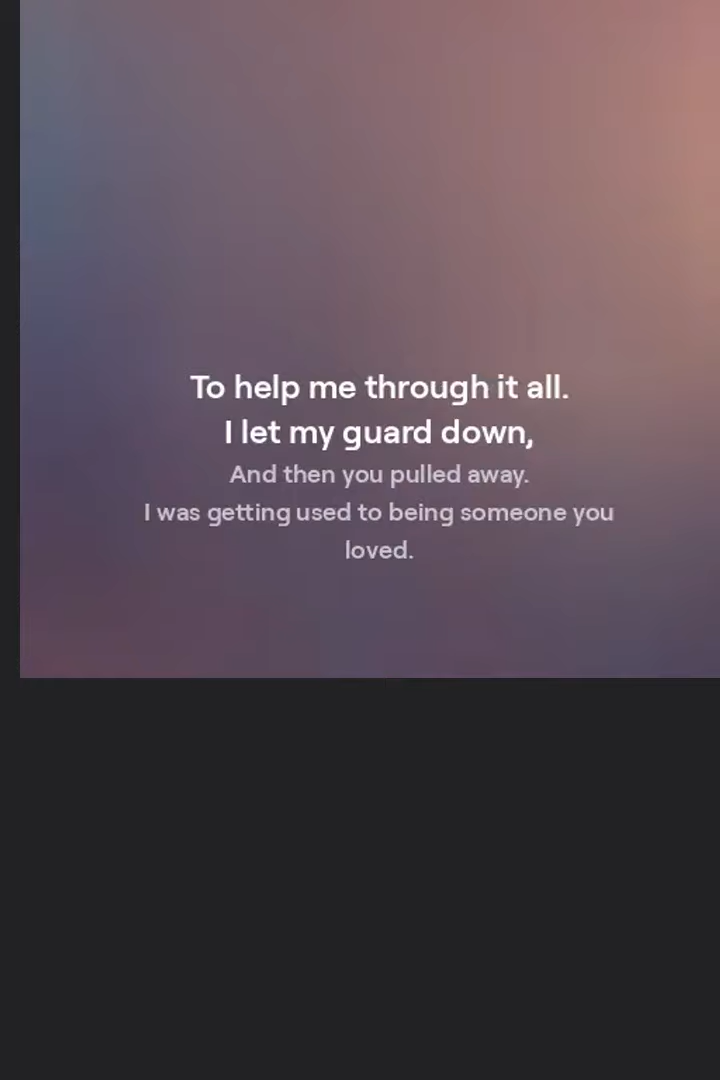 To help me through it all.
I let my guard down,
And then you pulled away.
I was getting used to being someone you
loved.